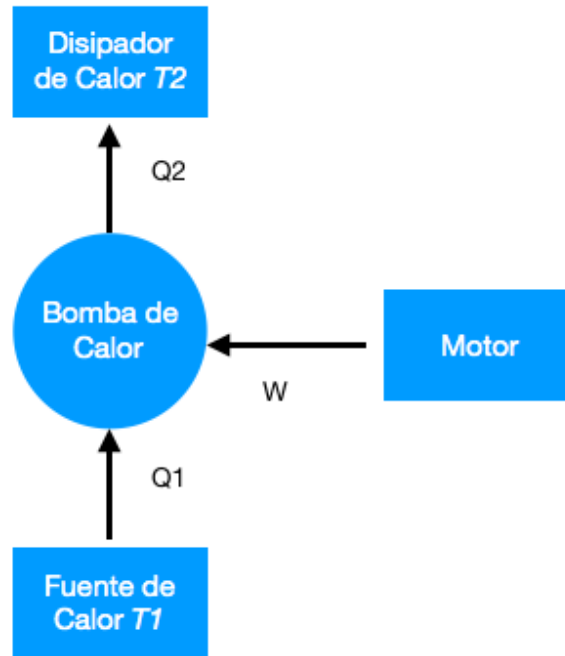 Disipador
de Calor T2
Q2
Bomba de
Calor
Motor
W
Q1
Fuente de
Calor T1